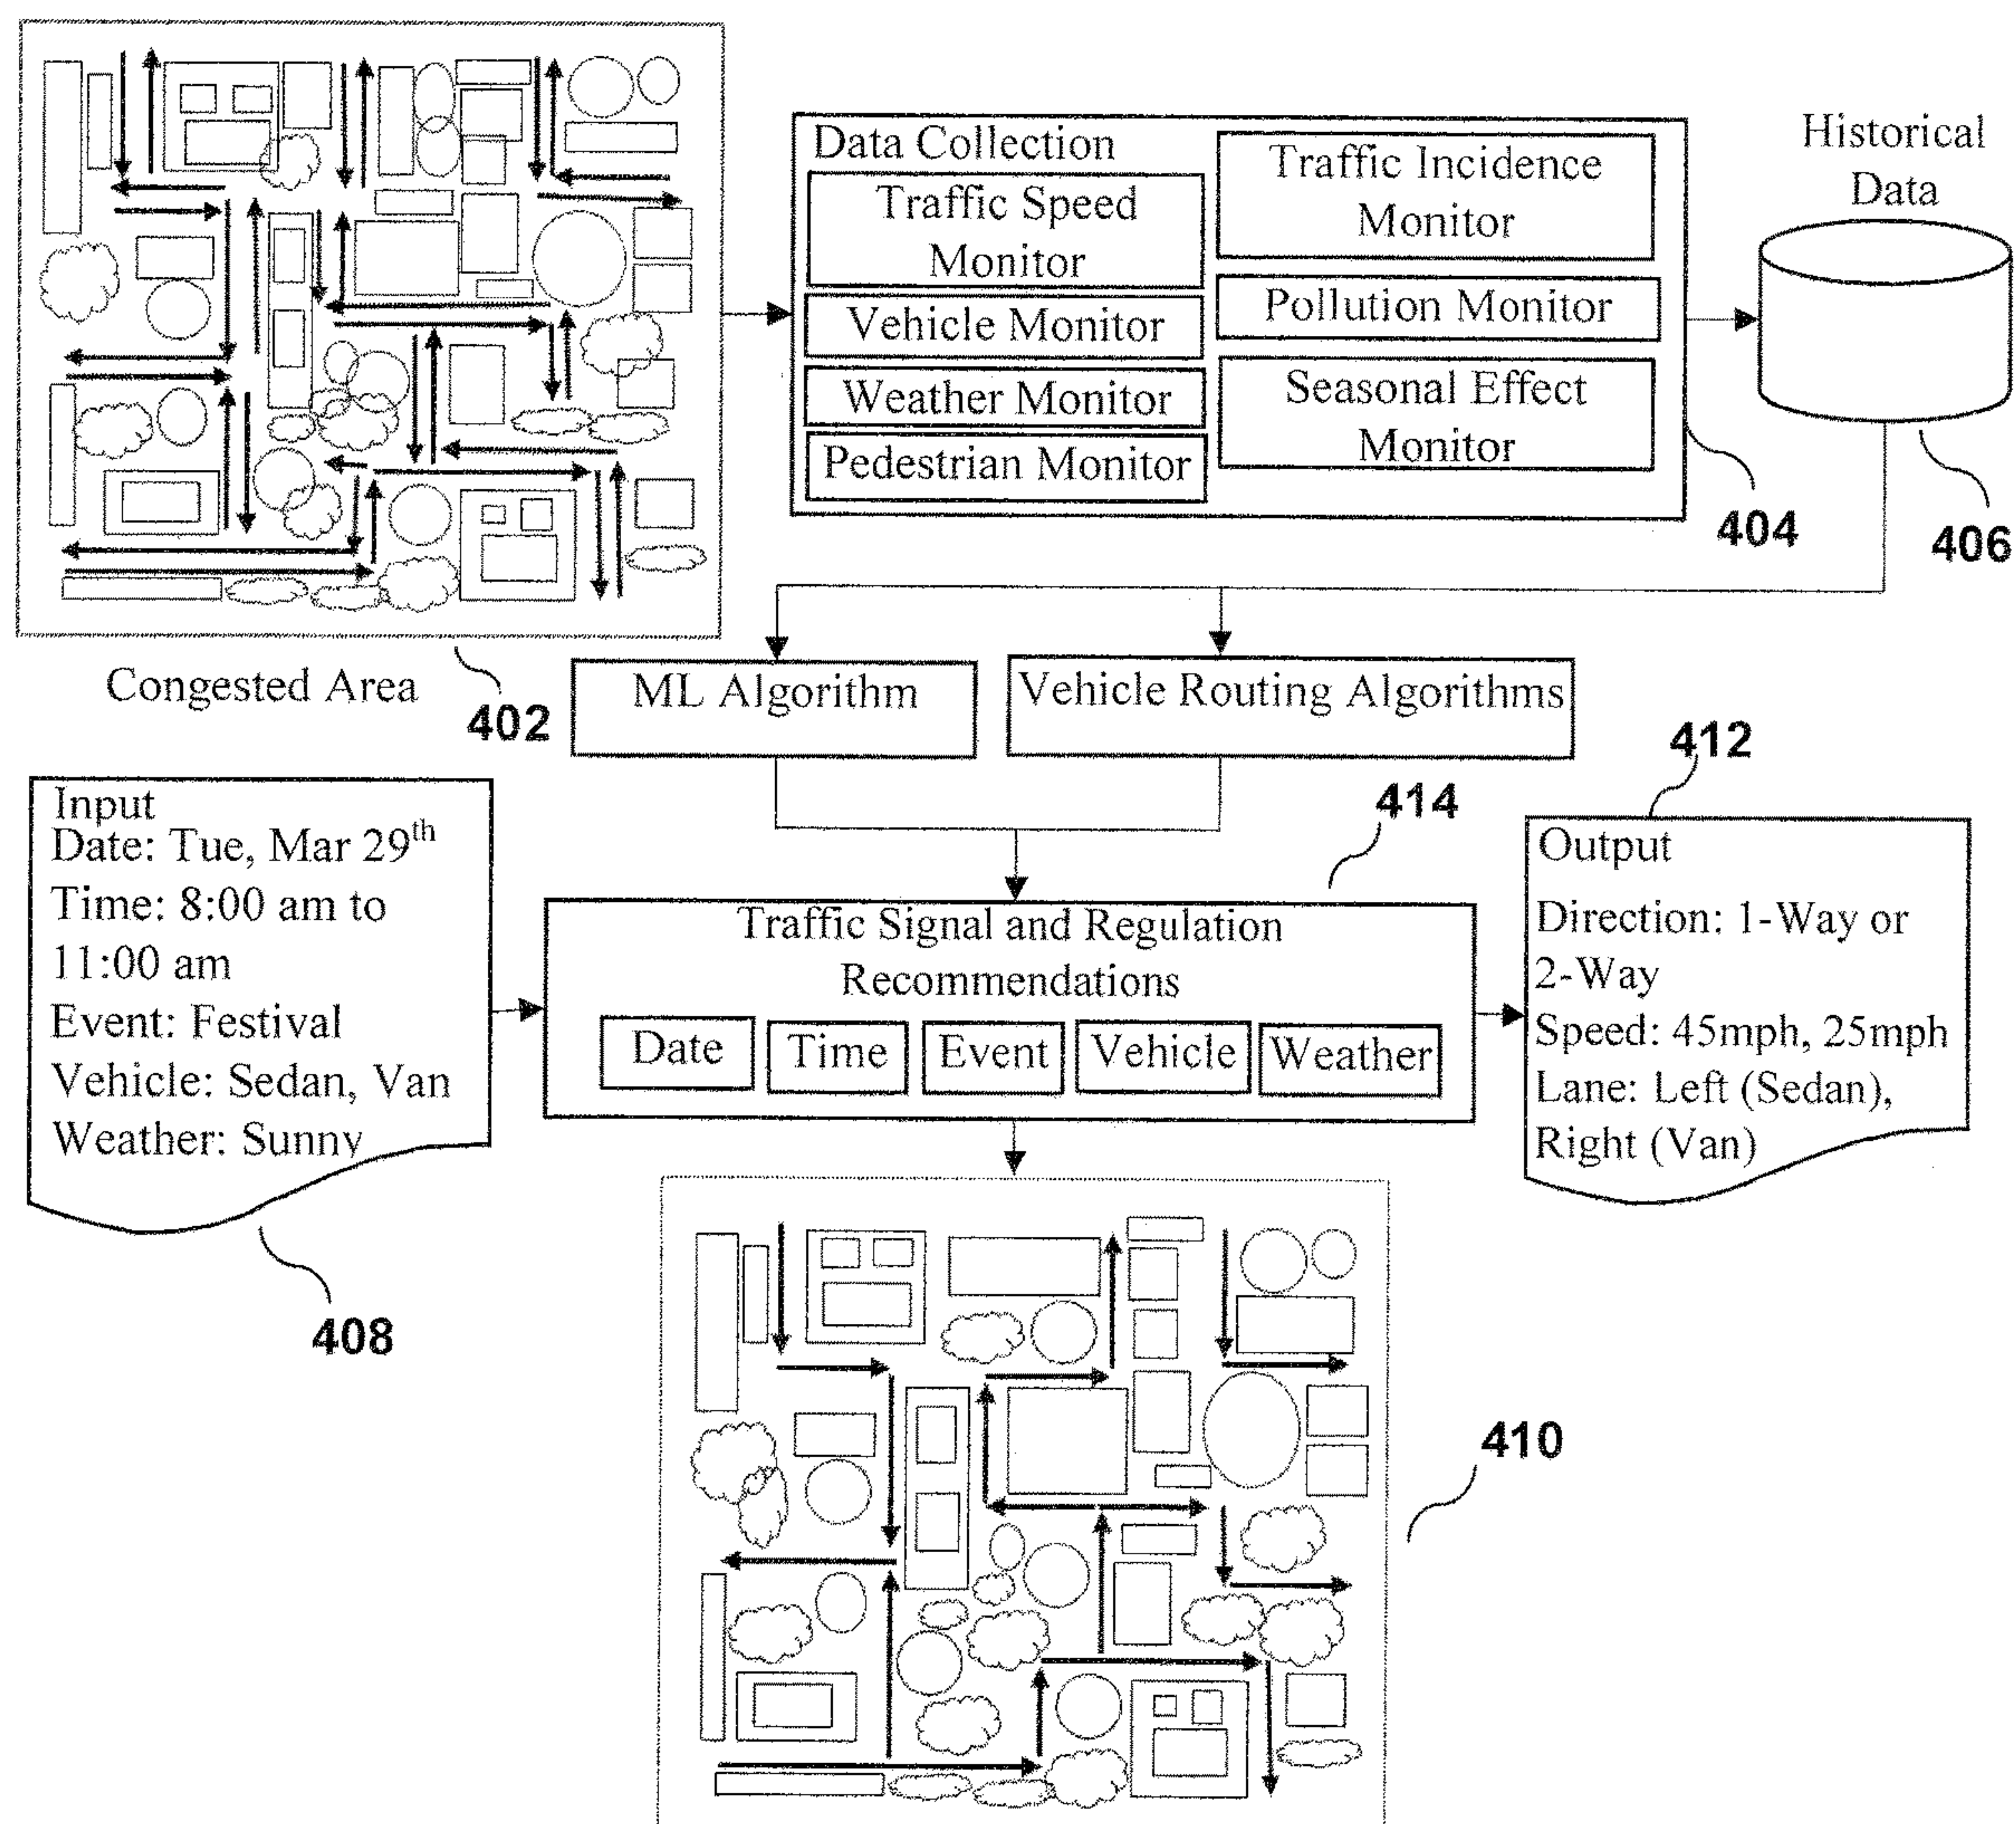 Data Collection
Traffic Speed
Monitor
Vehicle Monitor
Weather Monitor
Pedestrian Monitor
Traffic Incidence
Monitor
Pollution Monitor
Seasonal Effect
Monitor
404
Historical
Data
406
Congested Area
402
ML Algorithm
Vehicle Routing Algorithms
Input
Date: Tue, Mar 29th
Time: 8:00 am to
11:00 am
Event: Festival
Vehicle: Sedan, Van
Weather: Sunny
408
414
Traffic Signal and Regulation
Recommendations
Date
Time
Event
Vehicle
Weather
412
Output
Direction: 1-Way or
2-Way
Speed: 45mph, 25mph
Lane: Left (Sedan),
Right (Van)
410